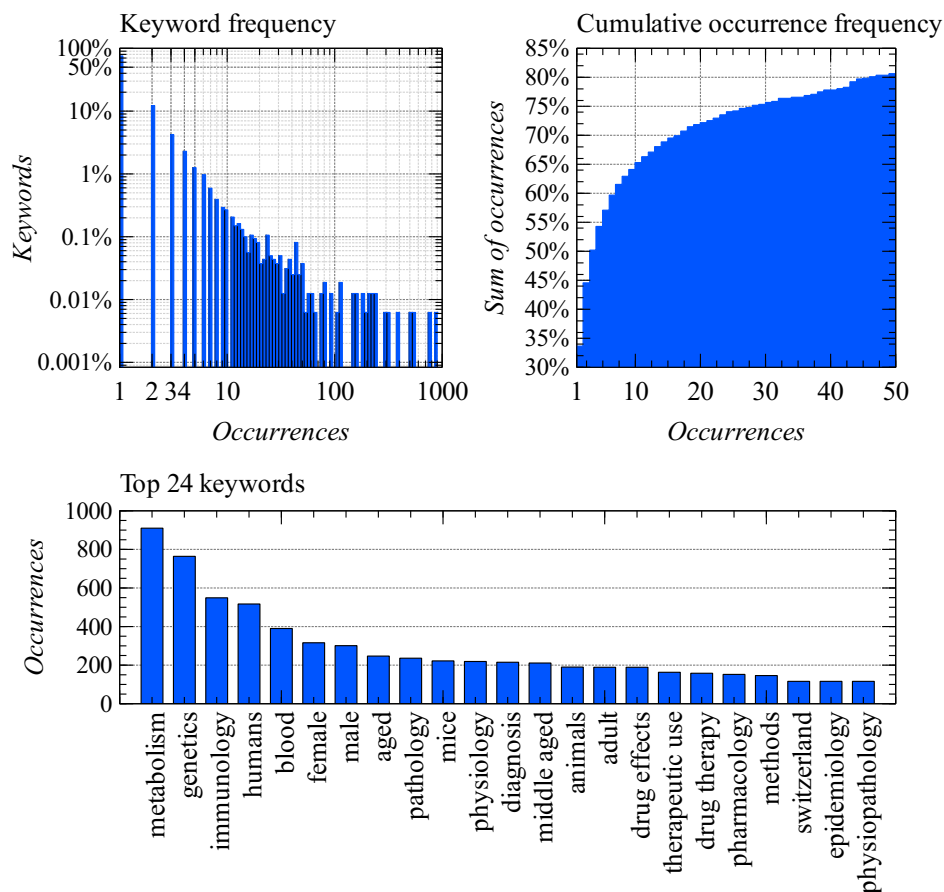 Keyword frequency
100%
50%
10%
1%
0.1%
0.01%
0.001%
Keywords
1 2 3 4 10 100 1000
Occurrences
Cumulative occurrence frequency
85%
80%
75%
70%
65%
60%
55%
50%
45%
40%
35%
30%
Sum of occurrences
1 10 20 30 40 50
Occurrences
Top 24 keywords
1000
800
600
400
200
0
Occurrences
metabolism
genetics
immunology
humans
blood
female
male
aged
pathology
mice
physiology
diagnosis
middle aged
animals
adult
drug effects
therapeutic use
drug therapy
pharmacology
methods
switzerland
epidemiology
physiopathology